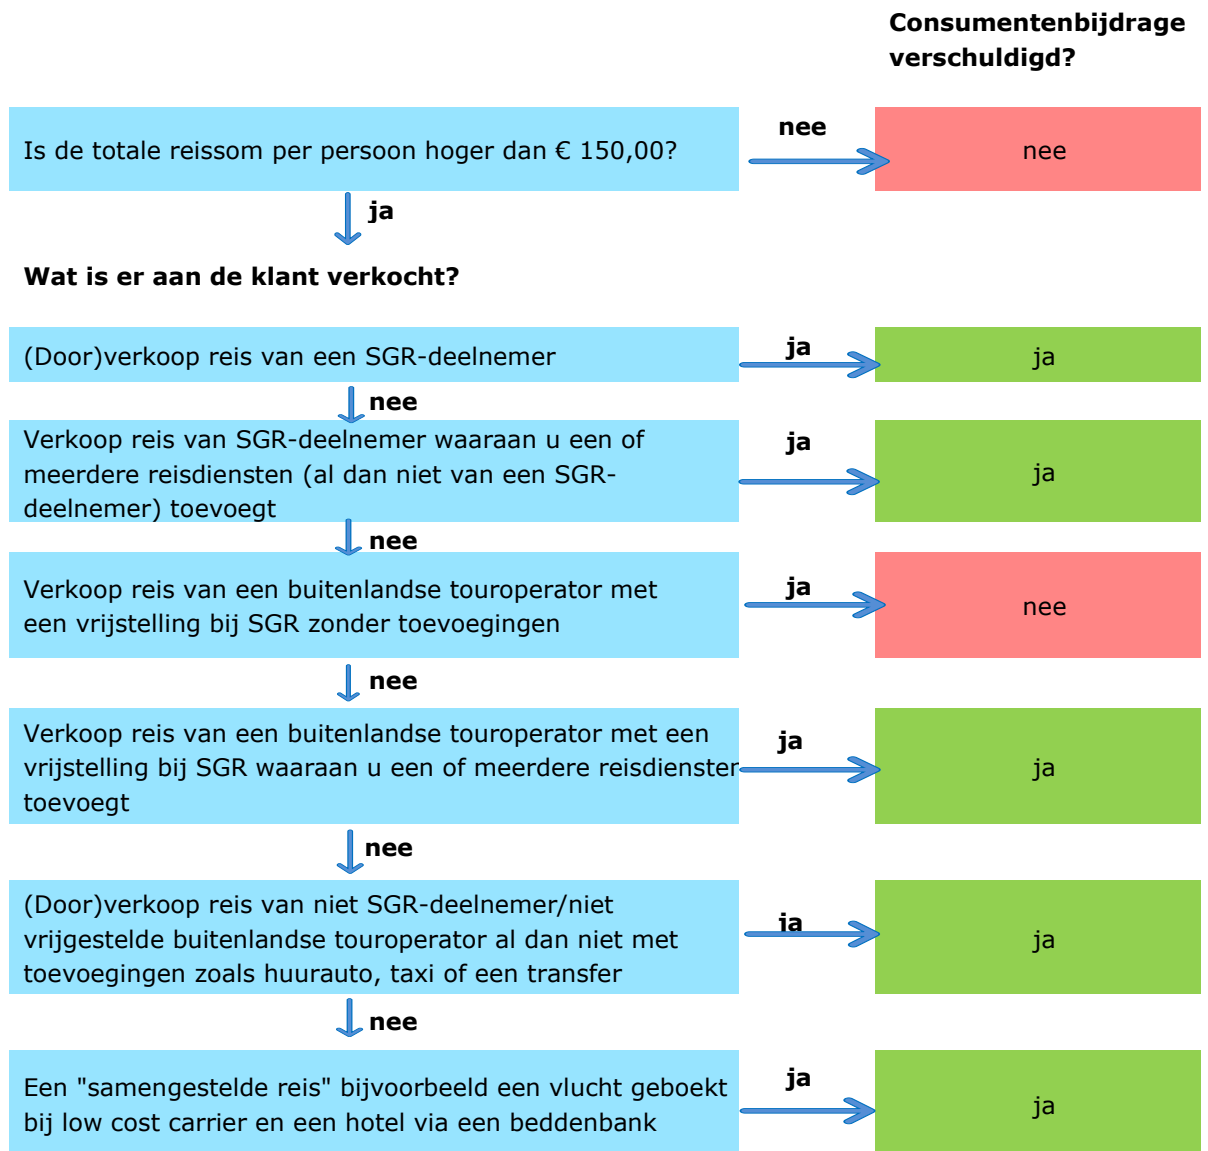 Consumentenbijdrage
verschuldigd?
Is de totale reissom per persoon hoger dan € 150,00?
nee
nee
ja
Wat is er aan de klant verkocht?
(Door)verkoop reis van een SGR-deelnemer
ja
ja
nee
Verkoop reis van SGR-deelnemer waaraan u een of
meerdere reisdiensten (al dan niet van een SGR-
deelnemer) toevoegt
ja
ja
nee
Verkoop reis van een buitenlandse touroperator met
een vrijstelling bij SGR zonder toevoegingen
ja
nee
nee
Verkoop reis van een buitenlandse touroperator met een
vrijstelling bij SGR waaraan u een of meerdere reisdienster
toevoegt
ja
ja
nee
(Door)verkoop reis van niet SGR-deelnemer/niet
vrijgestelde buitenlandse touroperator al dan niet met
toevoegingen zoals huurauto, taxi of een transfer
ja
ja
nee
Een "samengestelde reis" bijvoorbeeld een vlucht geboekt
bij low cost carrier en een hotel via een beddenbank
ja
ja